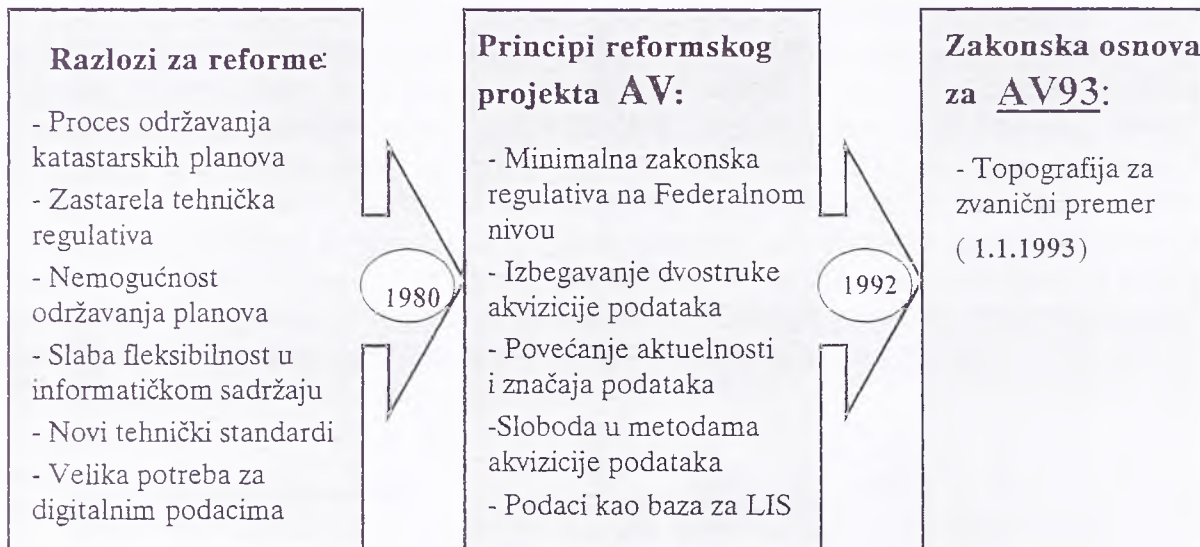 Razlozi za reforme:
- Proces održavanja
katastarskih planova
- Zastarela tehnička
regulativa
- Nemogućnost
održavanja planova
- Slaba fleksibilnost u
informatičkom sadržaju
- Novi tehnički standardi
- Velika potreba za
digitalnim podacima
1980
Principi reformskog
projekta AV:
- Minimalna zakonska
regulativa na Federalnom
nivou
- Izbegavanje dvostruke
akvizicije podataka
- Povećanje aktuelnosti
i značaja podataka
-Sloboda u metodama
akvizicije podataka
- Podaci kao baza za LIS
1992
Zakonska osnova
za AV93:
- Topografija za
zvanični premer
( 1.1.1993)